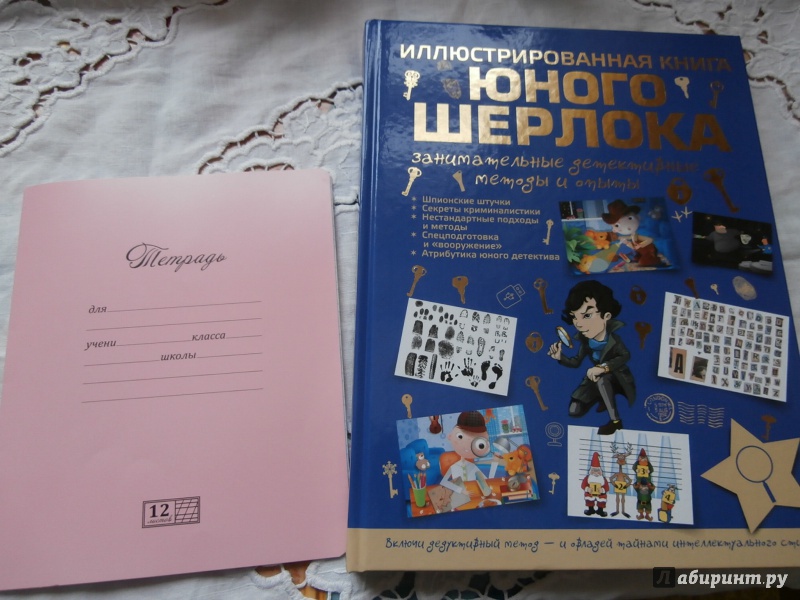 Тетрадь
для
учени класса
школы
12
листов
ИЛЛЮСТРИРОВАННАЯ КНИГА
ЮНОГО
ШЕРЛОКА
занимательные детективные
методы и опыты
* Шпионские штучки
* Секреты криминалистики
* Нестандартные подходы
и методы
* Спецподготовка
и «вооружение»
* Атрибутика юного детектива
Включи дедуктивный метод — и овладей тайнами интеллектуального
Лабиринт.ру